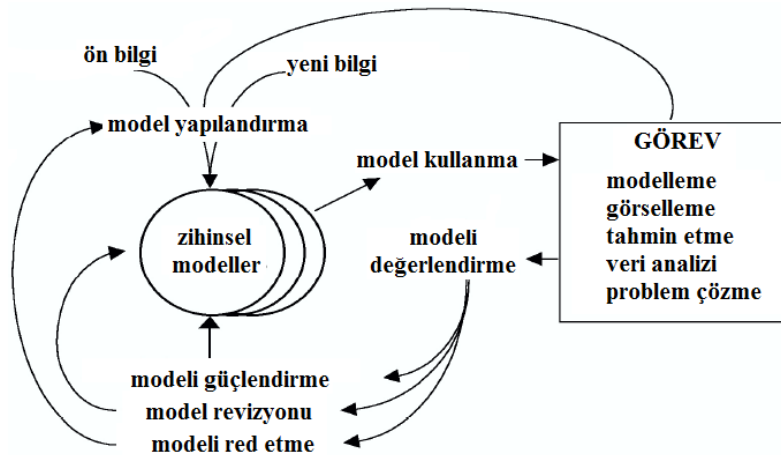 ön bilgi
yeni bilgi
model yapılandırma
model kullanma
GÖREV
modelleme
görselleme
tahmin etme
veri analizi
problem çözme
zihinsel
modeller
modeli
değerlendirme
modeli güçlendirme
model revizyonu
modeli red etme